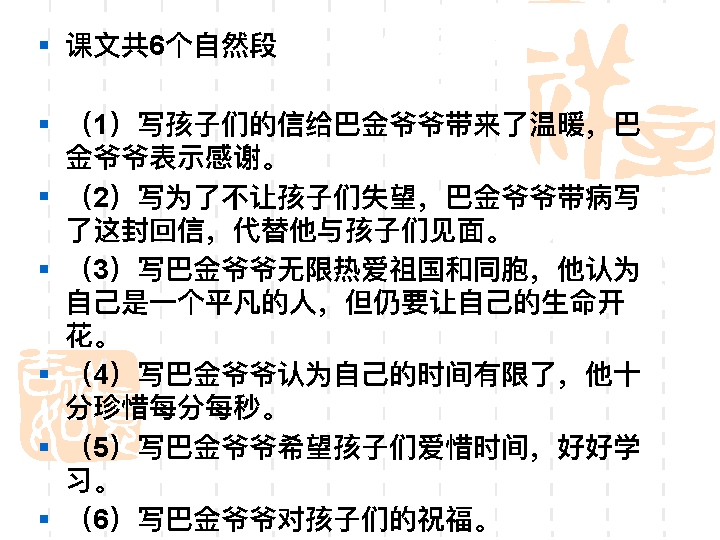 课文共6个自然段
（1）写孩子们的信给巴金爷爷带来了温暖，巴
金爷爷表示感谢。
（2）写为了不让孩子们失望，巴金爷爷带病写
了这封回信，代替他与孩子们见面。
（3）写巴金爷爷无限热爱祖国和同胞，他认为
自己是一个平凡的人，但仍要让自己的生命开
花。
（4）写巴金爷爷认为自己的时间有限了，他十
分珍惜每分每秒。
（5）写巴金爷爷希望孩子们爱惜时间，好好学
习。
（6）写巴金爷爷对孩子们的祝福。